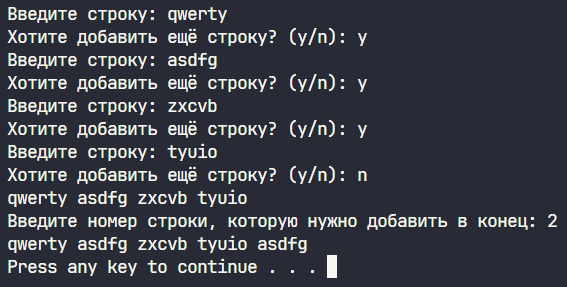 Введите строку: qwerty
Хотите добавить ещё строку? (y/n): y
Введите строку: asdfg
Хотите добавить ещё строку? (y/n): y
Введите строку: zxcvb
Хотите добавить ещё строку? (y/n): y
Введите строку: tyuio
Хотите добавить ещё строку? (y/n): n
qwerty asdfg zxcvb tyuio
Введите номер строки, которую нужно добавить в конец: 2
qwerty asdfg zxcvb tyuio asdfg
Press any key to continue . . .